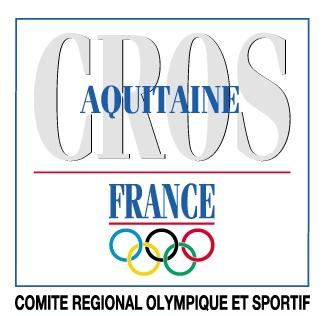 CROS
AQUITAINE
FRANCE
COMITE REGIONAL OLYMPIQUE ET SPORTIF